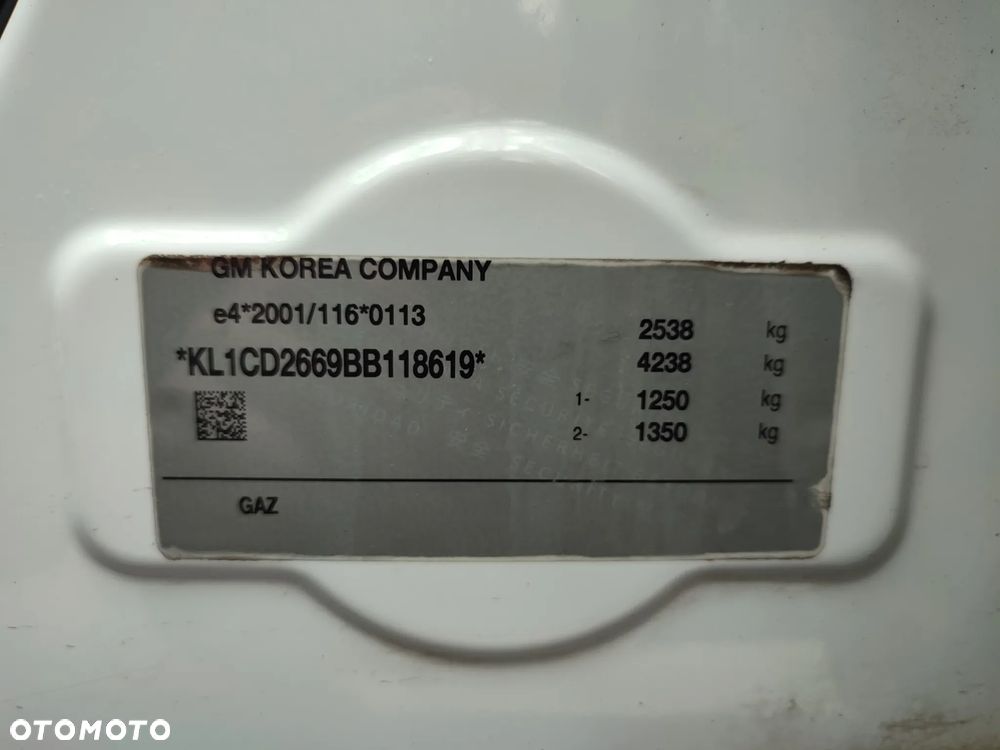 GM KOREA COMPANY
e4*2001/116*0113
*KL1CD2669BB118619*
2538 kg
4238 kg
1- 1250 kg
2- 1350 kg
GAZ
OTOMOTO